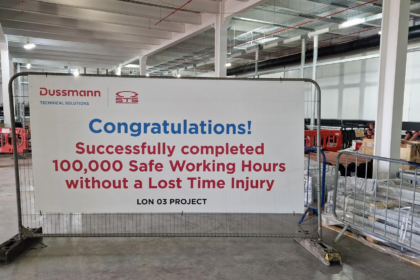 Dussmann STS
TECHNICAL SOLUTIONS
Congratulations!
Successfully completed
100,000 Safe Working Hours
without a Lost Time Injury
LON 03 PROJECT